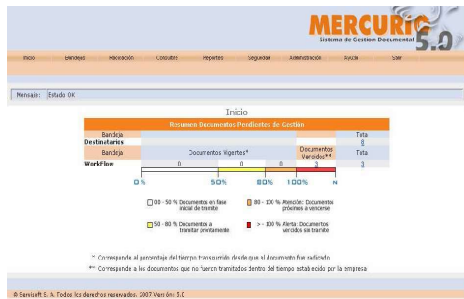 MERCURIO
Sistema de Gestion Documental
5.0
Inicio Bandejas Radicación Consultas Reportes Seguridad Administración Ayuda Salir
Mensaje: Estado OK
Inicio
Resumen Documentos Pendientes de Gestión
Bandeja Tota
Destinatarios 8
Bandeja Documentos Vigentes* Documentos Vencidos** Tota
WorkFlow 0 0 0 3 3
0% 50% 80% 100% N
00 - 50 % Documentos en fase inicial de tramite
80 - 100 % Atención: Documentos próximos a vencerse
50 - 80% Documentos a tramitar prontamente
> - 100 % Alerta: Documentos vencidos sin tramite
* Corresponde al porcentaje del tiempo transcurrido desde que el documento fue radicado
** Corresponde a los documentos que no fueron tramitados dentro del tiempo establecido por la empresa
© Servisoft S. A. Todos los derechos reservados. 2007 Versión: 5.0